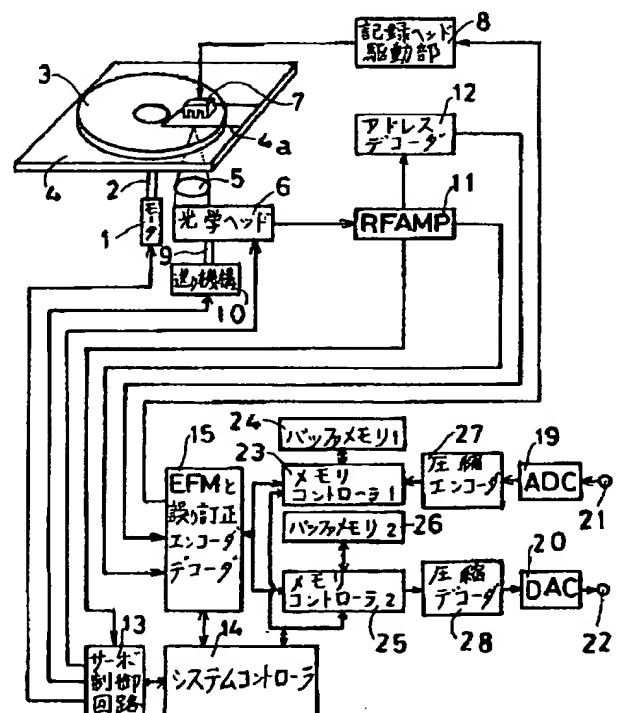 記録ヘッド
駆動部
8
3
7
12
アドレス
デコーダ
4a
4
2
5
6
11
1
モータ
光学ヘッド
RFAMP
9
送り機構
10
24
バッファメモリ1
15
23
27
19
EFMと
誤り訂正
エンコーダ
デコーダ
メモリ
コントローラ1
圧縮
エンコーダ
ADC
21
バッファメモリ2
26
20
メモリ
コントローラ2
圧縮
デコーダ
DAC
22
25
28
13
14
サーボ
制御
回路
システムコントローラ